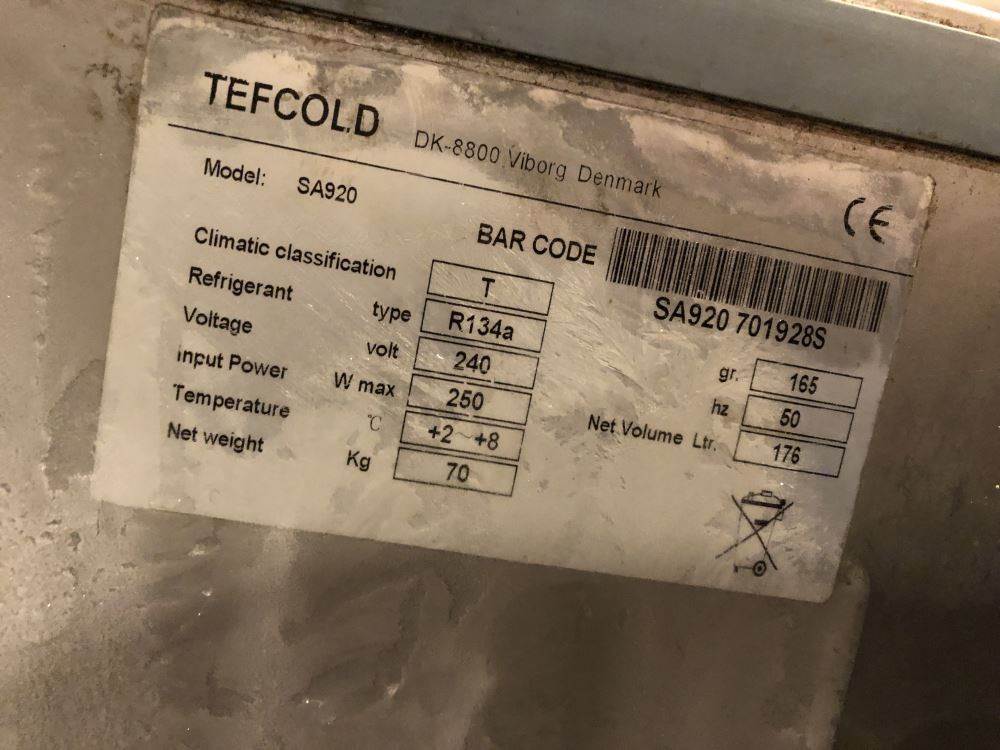 TEFCOLD DK-8800 Viborg Denmark
CE
Model: SA920
BAR CODE
SA920 701928S
Climatic classification T
Refrigerant type R134a gr. 165
Voltage volt 240 hz 50
Input Power W max 250 Net Volume Ltr. 176
Temperature °C +2 ~ +8
Net weight Kg 70